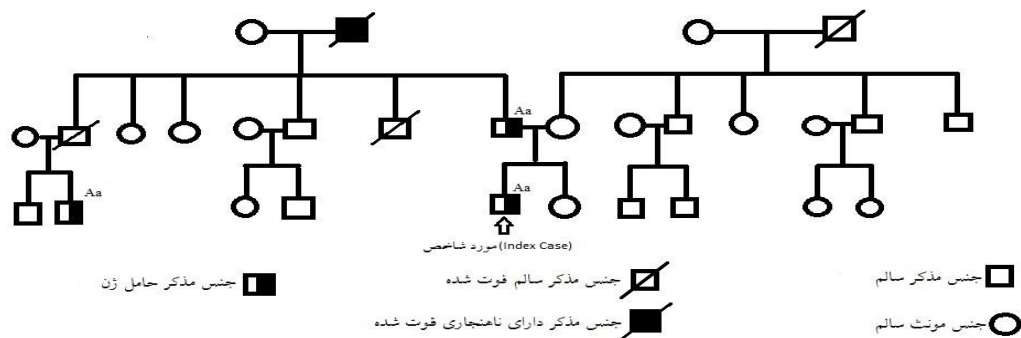 Aa
Aa
Aa
مورد شاخص(Index Case)
جنس مذکر سالم
جنس مذکر سالم فوت شده
جنس مذکر حامل ژن
جنس مونث سالم
جنس مذکر دارای ناهنجاری فوت شده